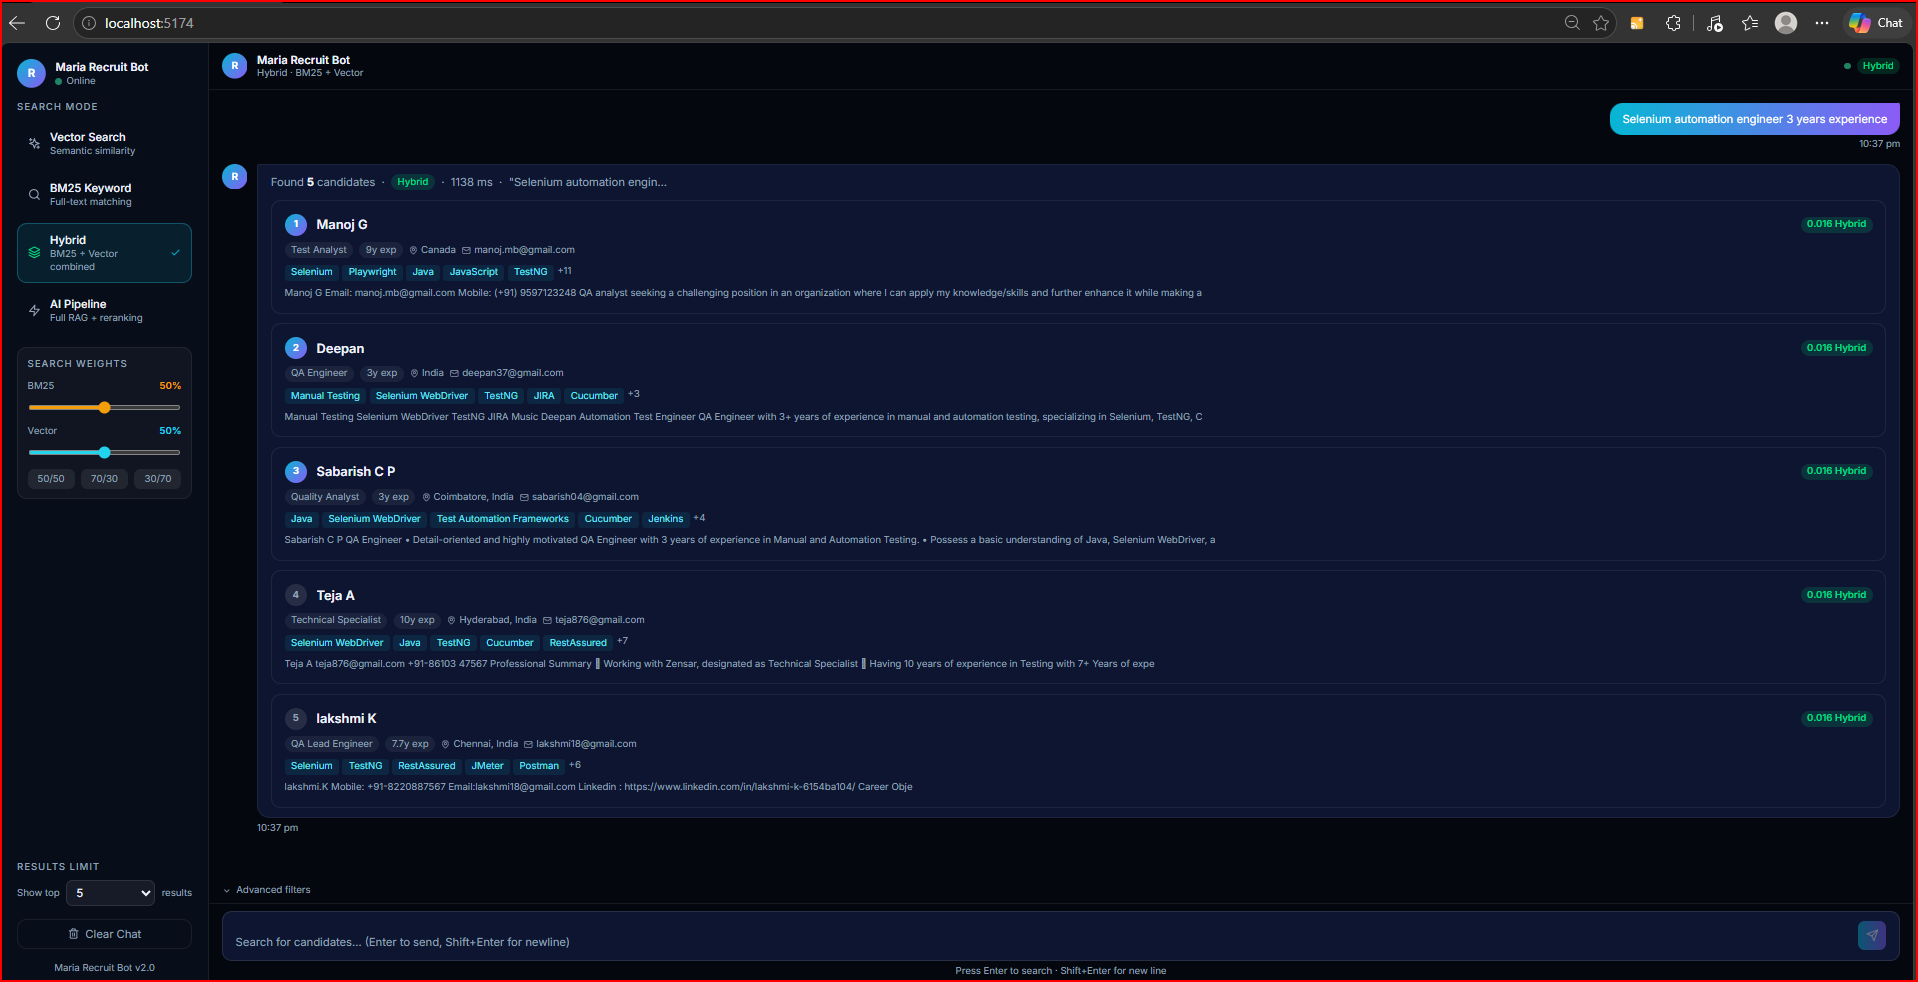 localhost:5174
Chat
R
Maria Recruit Bot
Online
SEARCH MODE
Vector Search
Semantic similarity
BM25 Keyword
Full-text matching
Hybrid
BM25 + Vector
combined
AI Pipeline
Full RAG + reranking
SEARCH WEIGHTS
BM25 50%
Vector 50%
50/50 70/30 30/70
RESULTS LIMIT
Show top 5 results
Clear Chat
Maria Recruit Bot v2.0
R
Maria Recruit Bot
Hybrid · BM25 + Vector
Hybrid
Selenium automation engineer 3 years experience
10:37 pm
R
Found 5 candidates · Hybrid · 1138 ms · "Selenium automation engin...
1 Manoj G 0.016 Hybrid
Test Analyst 9y exp Canada manoj.mb@gmail.com
Selenium Playwright Java JavaScript TestNG +11
Manoj G Email: manoj.mb@gmail.com Mobile: (+91) 9597123248 QA analyst seeking a challenging position in an organization where I can apply my knowledge/skills and further enhance it while making a
2 Deepan 0.016 Hybrid
QA Engineer 3y exp India deepan37@gmail.com
Manual Testing Selenium WebDriver TestNG JIRA Cucumber +3
Manual Testing Selenium WebDriver TestNG JIRA Music Deepan Automation Test Engineer QA Engineer with 3+ years of experience in manual and automation testing, specializing in Selenium, TestNG, C
3 Sabarish C P 0.016 Hybrid
Quality Analyst 3y exp Coimbatore, India sabarish04@gmail.com
Java Selenium WebDriver Test Automation Frameworks Cucumber Jenkins +4
Sabarish C P QA Engineer • Detail-oriented and highly motivated QA Engineer with 3 years of experience in Manual and Automation Testing. • Possess a basic understanding of Java, Selenium WebDriver, a
4 Teja A 0.016 Hybrid
Technical Specialist 10y exp Hyderabad, India teja876@gmail.com
Selenium WebDriver Java TestNG Cucumber RestAssured +7
Teja A teja876@gmail.com +91-86103 47567 Professional Summary Working with Zensar, designated as Technical Specialist Having 10 years of experience in Testing with 7+ Years of expe
5 lakshmi K 0.016 Hybrid
QA Lead Engineer 7.7y exp Chennai, India lakshmi18@gmail.com
Selenium TestNG RestAssured JMeter Postman +6
lakshmi.K Mobile: +91-8220887567 Email:lakshmi18@gmail.com Linkedin : https://www.linkedin.com/in/lakshmi-k-6154ba104/ Career Obje
10:37 pm
Advanced filters
Search for candidates... (Enter to send, Shift+Enter for newline)
Press Enter to search · Shift+Enter for new line